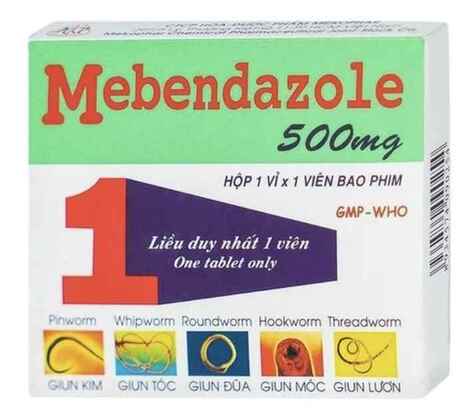 Mebendazole
500mg
HỘP 1 VỈ x 1 VIÊN BAO PHIM
GMP-WHO
1
Liều duy nhất 1 viên
One tablet only
Pinworm Whipworm Roundworm Hookworm Threadworm
GIUN KIM GIUN TÓC GIUN ĐŨA GIUN MÓC GIUN LƯƠN